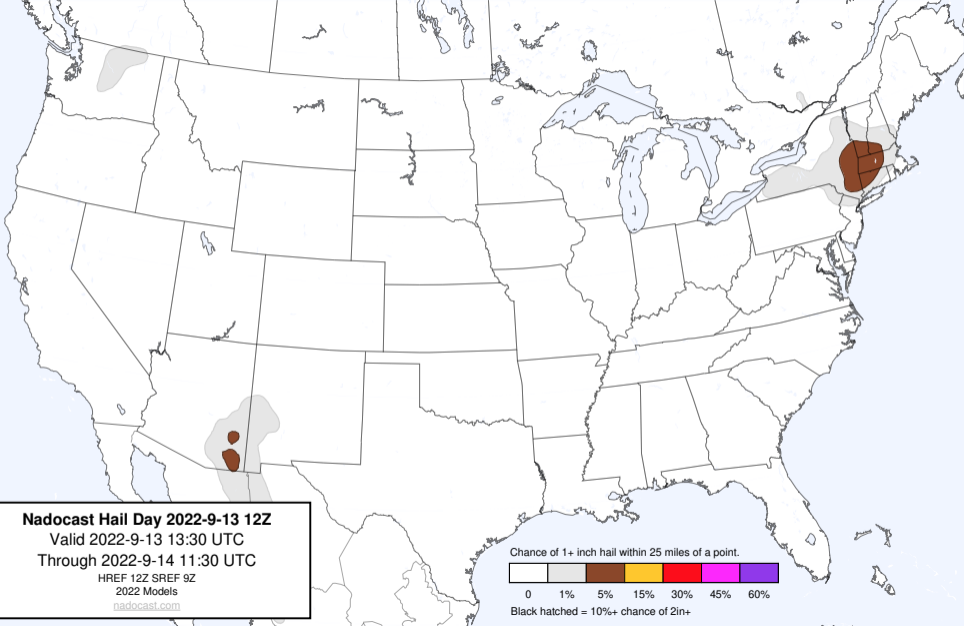 Nadocast Hail Day 2022-9-13 12Z
Valid 2022-9-13 13:30 UTC
Through 2022-9-14 11:30 UTC
HREF 12Z SREF 9Z
2022 Models
nadocast.com
Chance of 1+ inch hail within 25 miles of a point.
0 1% 5% 15% 30% 45% 60%
Black hatched = 10%+ chance of 2in+